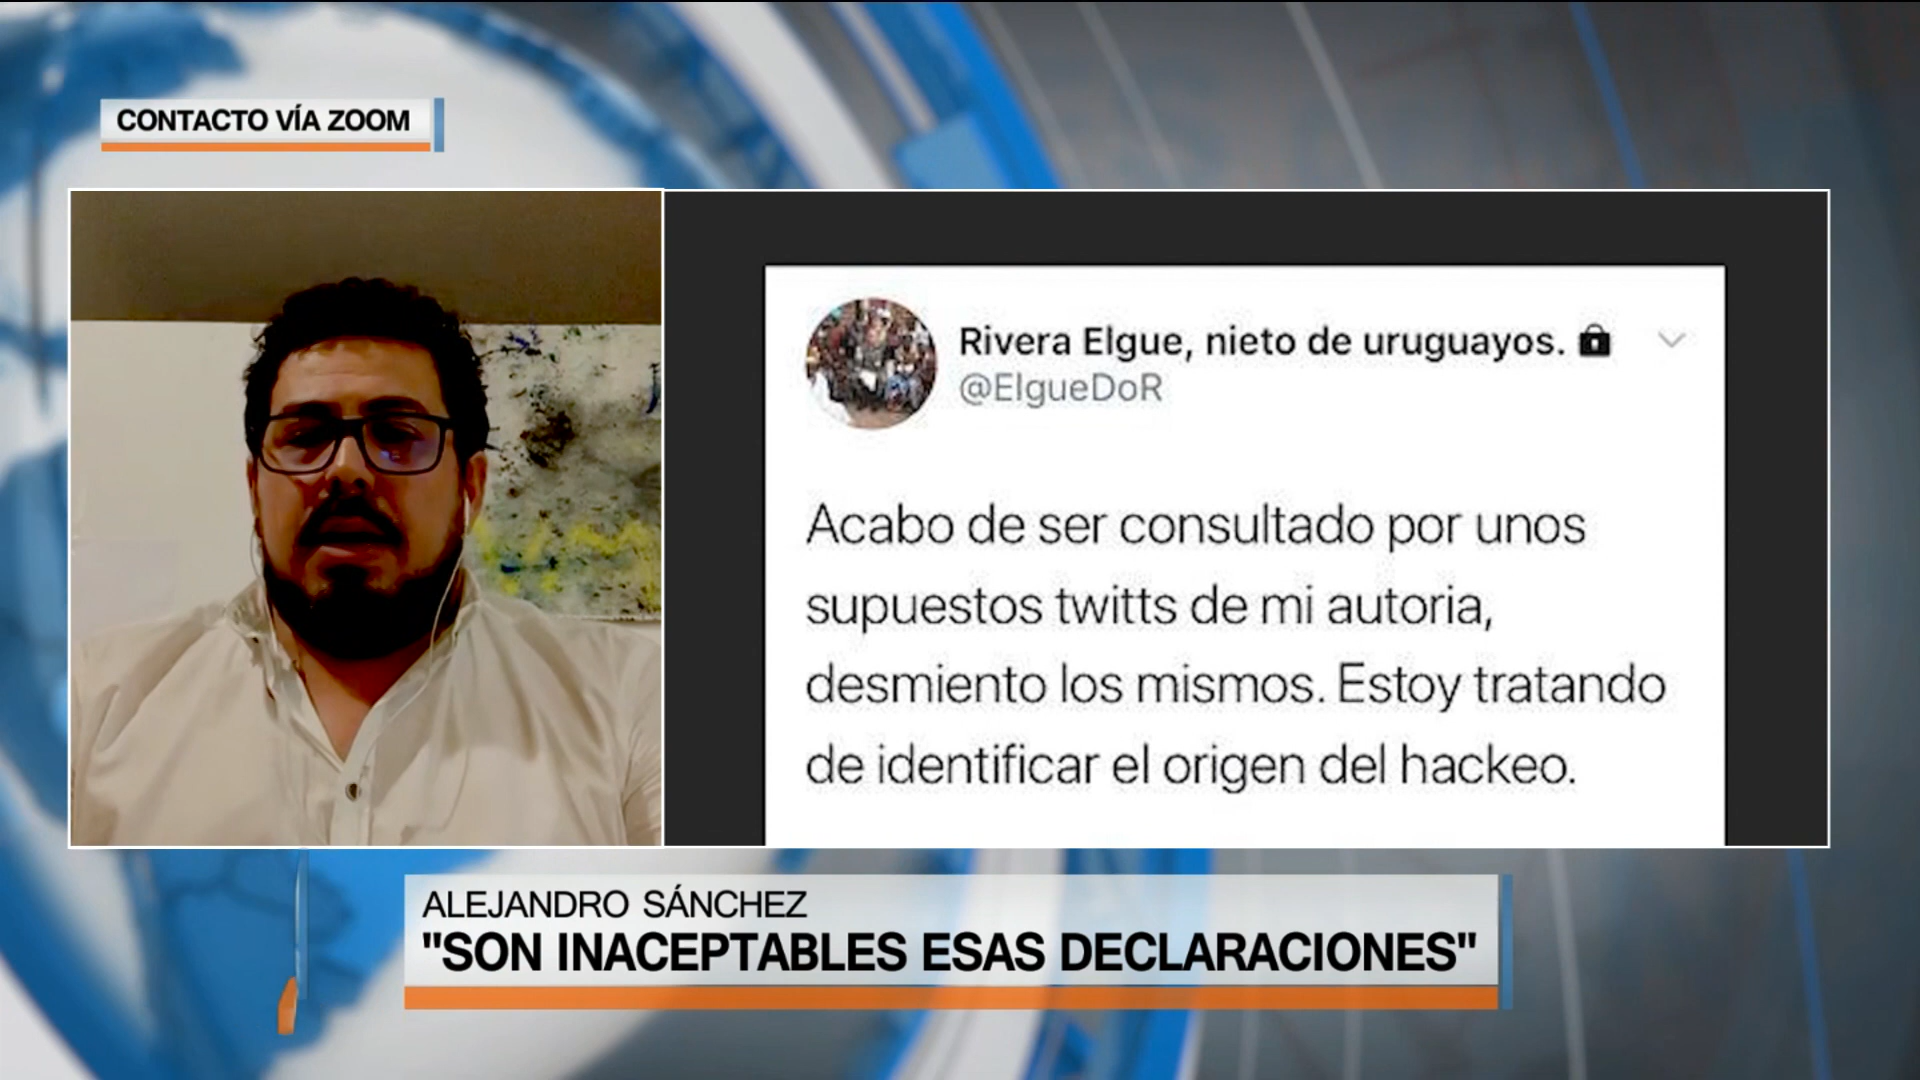 CONTACTO VÍA ZOOM
Rivera Elgue, nieto de uruguayos.
@ElgueDoR
Acabo de ser consultado por unos
supuestos twitts de mi autoria,
desmiento los mismos. Estoy tratando
de identificar el origen del hackeo.
ALEJANDRO SÁNCHEZ
"SON INACEPTABLES ESAS DECLARACIONES"